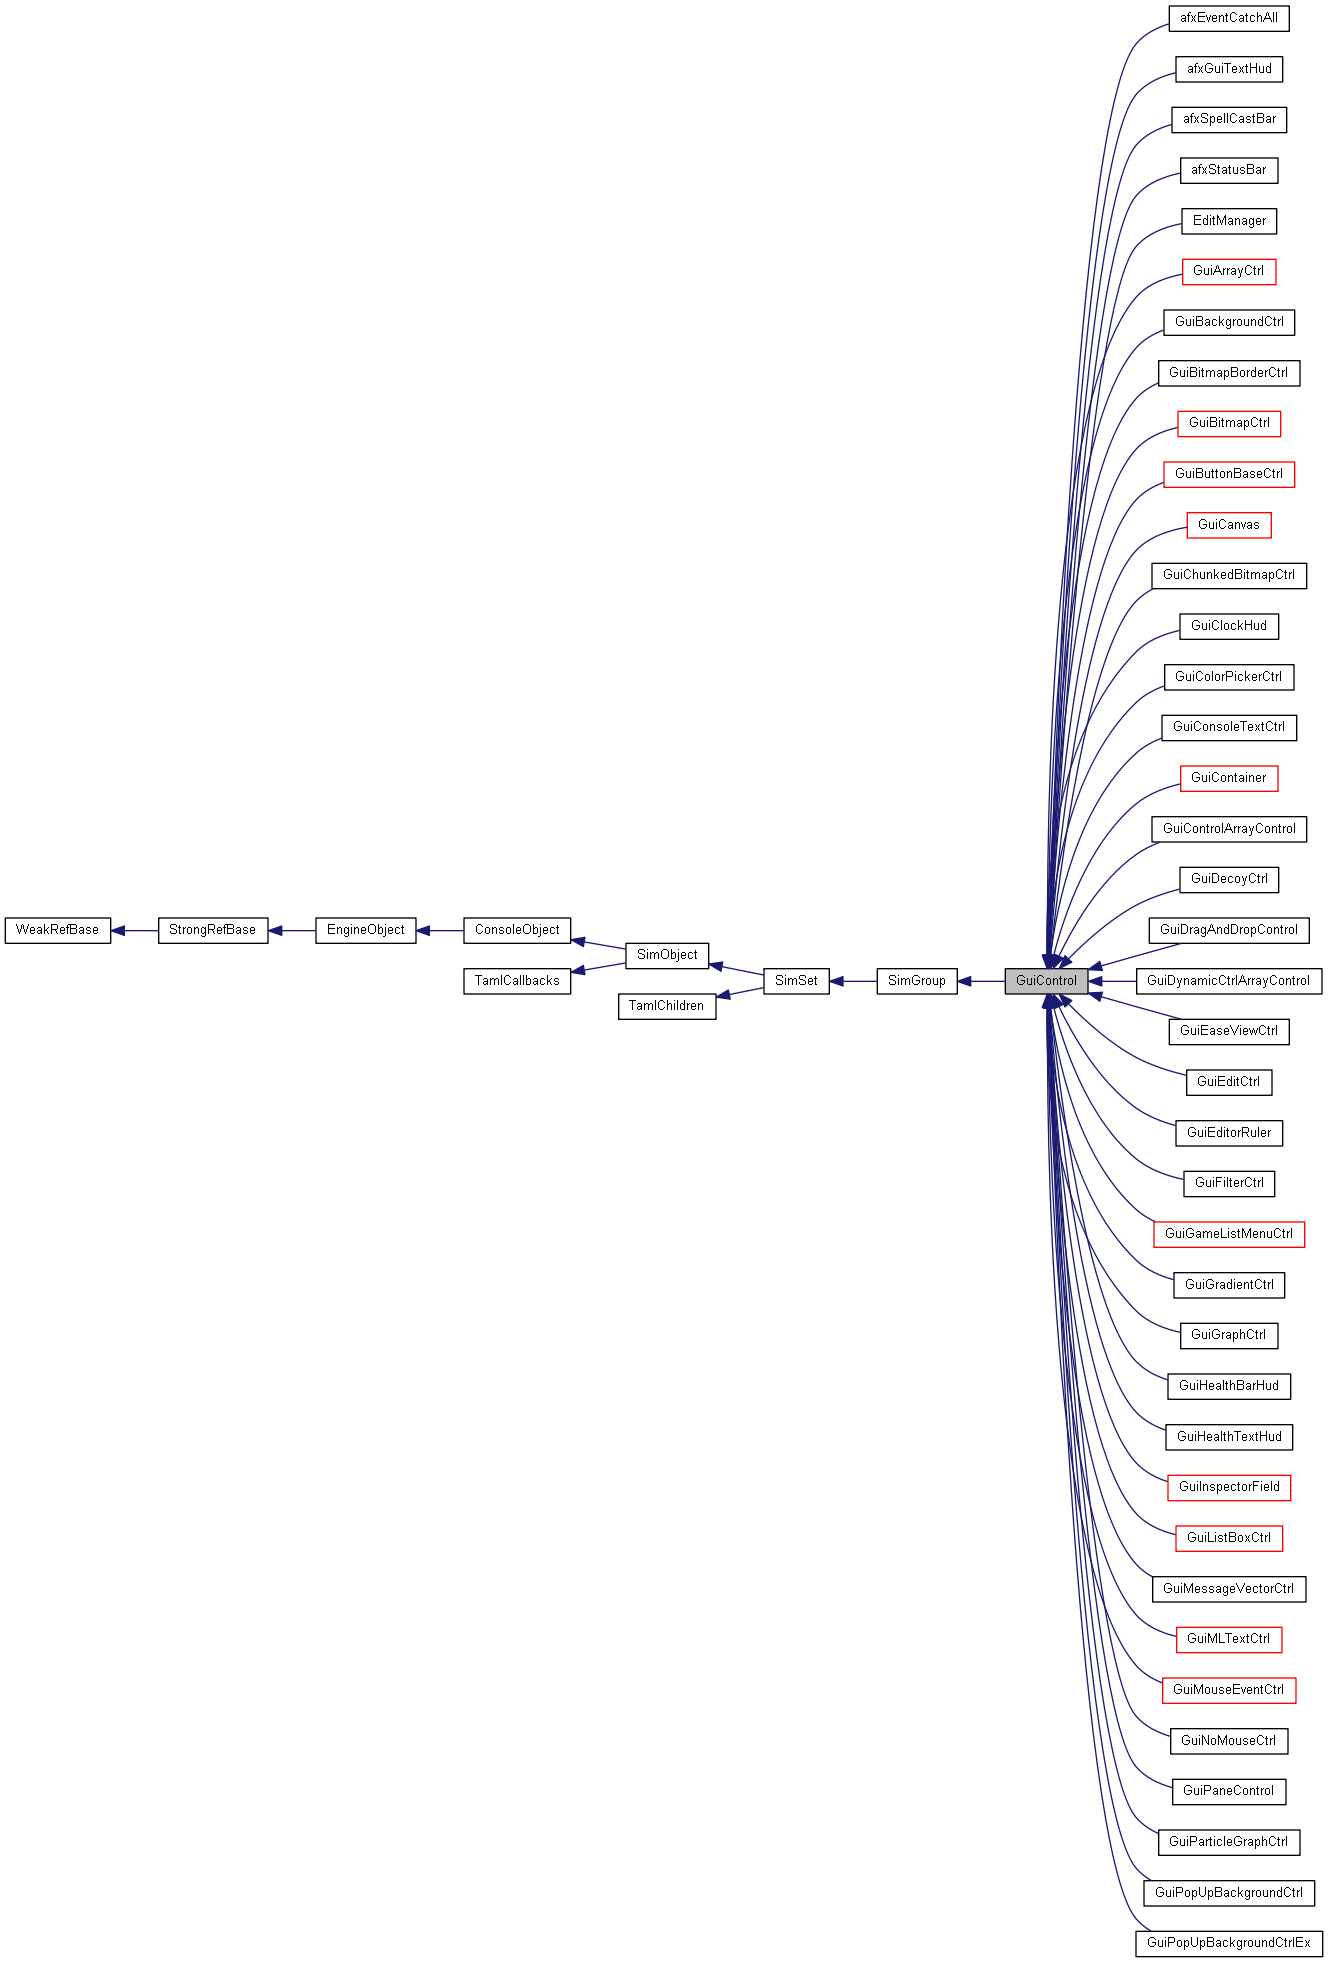 afxEventCatchAll
afxGuiTextHud
afxSpellCastBar
afxStatusBar
EditManager
GuiArrayCtrl
GuiBackgroundCtrl
GuiBitmapBorderCtrl
GuiBitmapCtrl
GuiButtonBaseCtrl
GuiCanvas
GuiChunkedBitmapCtrl
GuiClockHud
GuiColorPickerCtrl
GuiConsoleTextCtrl
GuiContainer
GuiControlArrayControl
GuiDecoyCtrl
WeakRefBase
StrongRefBase
EngineObject
ConsoleObject
GuiDragAndDropControl
SimObject
TamlCallbacks
SimSet
SimGroup
GuiControl
GuiDynamicCtrlArrayControl
TamlChildren
GuiEaseViewCtrl
GuiEditCtrl
GuiEditorRuler
GuiFilterCtrl
GuiGameListMenuCtrl
GuiGradientCtrl
GuiGraphCtrl
GuiHealthBarHud
GuiHealthTextHud
GuiInspectorField
GuiListBoxCtrl
GuiMessageVectorCtrl
GuiMLTextCtrl
GuiMouseEventCtrl
GuiNoMouseCtrl
GuiPaneControl
GuiParticleGraphCtrl
GuiPopUpBackgroundCtrl
GuiPopUpBackgroundCtrlEx